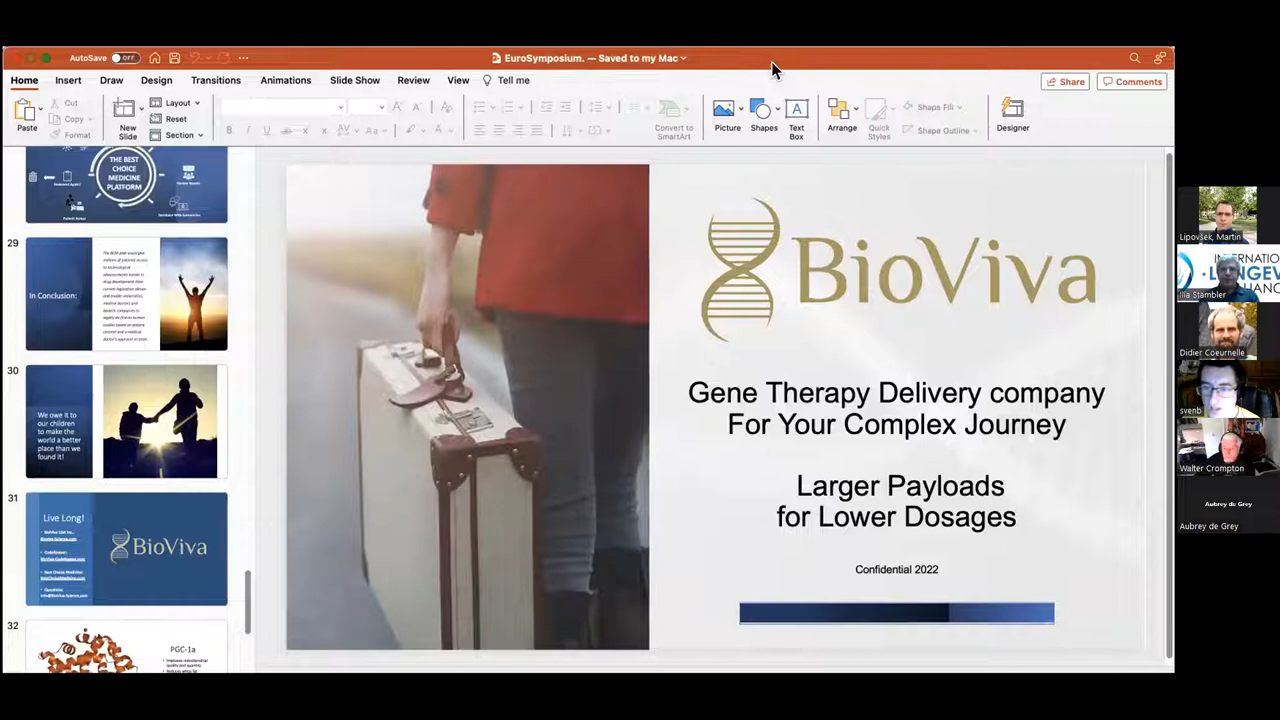 AutoSave
OFF
EuroSymposium. — Saved to my Mac
Home
Insert
Draw
Design
Transitions
Animations
Slide Show
Review
View
Tell me
Share
Comments
Paste
Cut
Copy
Format
New
Slide
Layout
Reset
Section
Convert to
SmartArt
Picture
Shapes
Text
Box
Arrange
Quick
Styles
Shape Fill
Shape Outline
Designer
THE BEST
CHOICE
MEDICINE
PLATFORM
29
In Conclusion:
30
We owe it to
our children
to make the
world a better
place than we
found it!
31
Live Long!
BioViva
32
PGC-1a
BioViva
Gene Therapy Delivery company
For Your Complex Journey
Larger Payloads
for Lower Dosages
Confidential 2022
Lipovsek, Martin
INTERNATIO
LONGEV
Ilia Stambler
Didier Coeurnelle
svenb
Walter Crompton
Aubrey de Grey
Aubrey de Grey